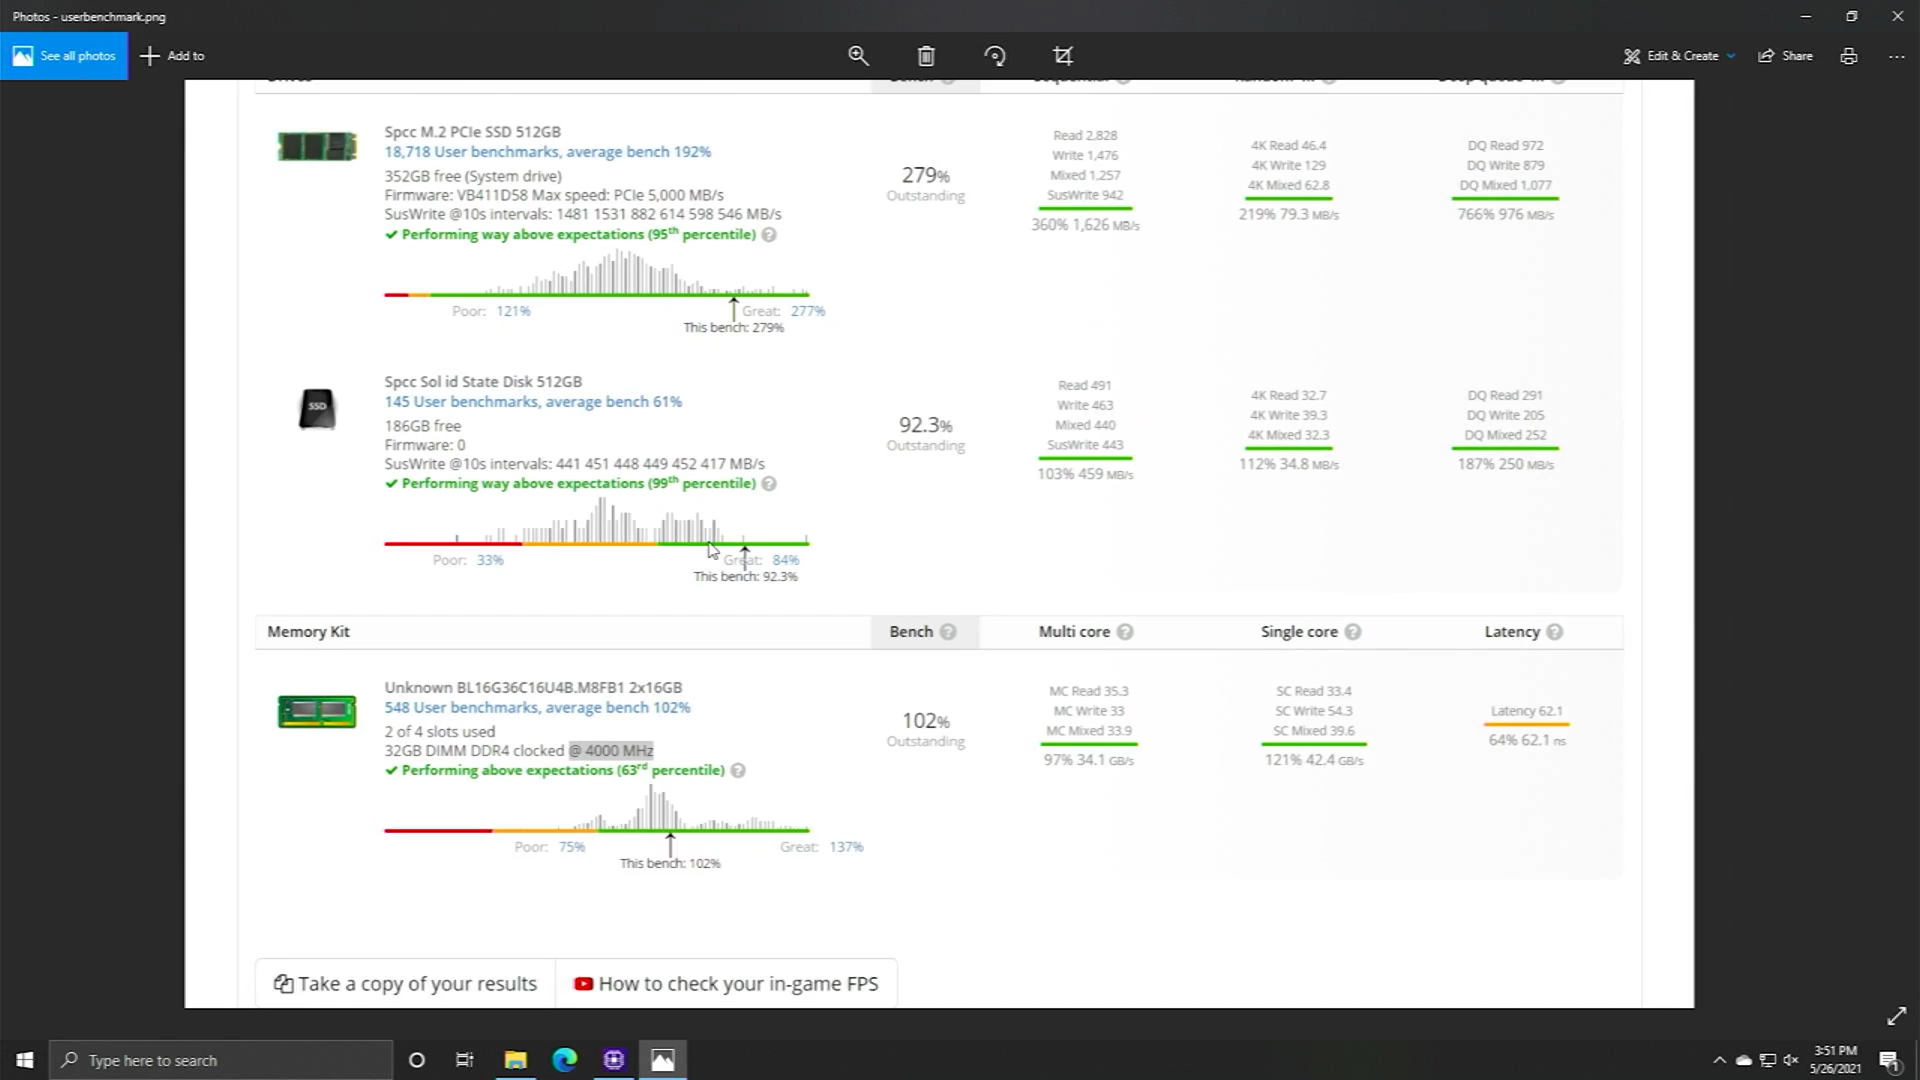 Photos - userbenchmark.png
See all photos
Add to
Edit & Create
Share
Spcc M.2 PCIe SSD 512GB
18,718 User benchmarks, average bench 192%
352GB free (System drive)
Firmware: VB411D58 Max speed: PCIe 5,000 MB/s
SusWrite @10s intervals: 1481 1531 882 614 598 546 MB/s
✔ Performing way above expectations (95th percentile) ?
Poor: 121%
Great: 277%
This bench: 279%
279%
Outstanding
Read 2,828
Write 1,476
Mixed 1,257
SusWrite 942
360% 1,626 MB/s
4K Read 46.4
4K Write 129
4K Mixed 62.8
219% 79.3 MB/s
DQ Read 972
DQ Write 879
DQ Mixed 1,077
766% 976 MB/s
SSD
Spcc Sol id State Disk 512GB
145 User benchmarks, average bench 61%
186GB free
Firmware: 0
SusWrite @10s intervals: 441 451 448 449 452 417 MB/s
✔ Performing way above expectations (99th percentile) ?
Poor: 33%
Great: 84%
This bench: 92.3%
92.3%
Outstanding
Read 491
Write 463
Mixed 440
SusWrite 443
103% 459 MB/s
4K Read 32.7
4K Write 39.3
4K Mixed 32.3
112% 34.8 MB/s
DQ Read 291
DQ Write 205
DQ Mixed 252
187% 250 MB/s
Memory Kit
Bench ?
Multi core ?
Single core ?
Latency ?
Unknown BL16G36C16U4B.M8FB1 2x16GB
548 User benchmarks, average bench 102%
2 of 4 slots used
32GB DIMM DDR4 clocked @ 4000 MHz
✔ Performing above expectations (63rd percentile) ?
Poor: 75%
Great: 137%
This bench: 102%
102%
Outstanding
MC Read 35.3
MC Write 33
MC Mixed 33.9
97% 34.1 GB/s
SC Read 33.4
SC Write 54.3
SC Mixed 39.6
121% 42.4 GB/s
Latency 62.1
64% 62.1 ns
Take a copy of your results
How to check your in-game FPS
Type here to search
3:51 PM
5/26/2021
1